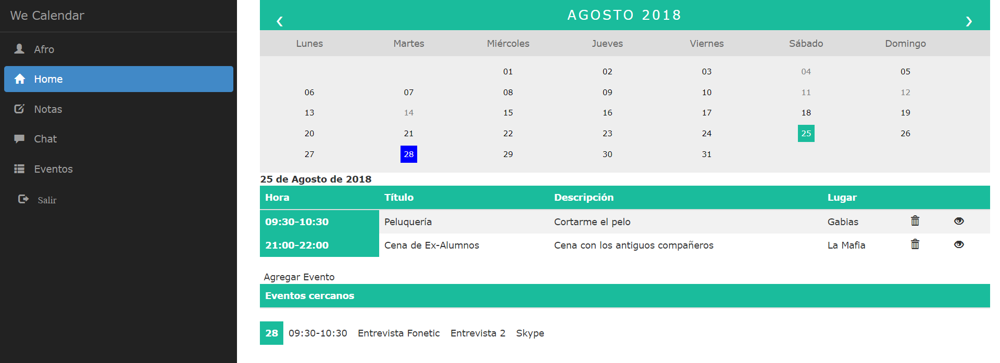 We Calendar
Afro
Home
Notas
Chat
Eventos
Salir
‹ AGOSTO 2018 ›
Lunes Martes Miércoles Jueves Viernes Sábado Domingo
01 02 03 04 05
06 07 08 09 10 11 12
13 14 15 16 17 18 19
20 21 22 23 24 25 26
27 28 29 30 31
25 de Agosto de 2018
Hora Título Descripción Lugar
09:30-10:30 Peluquería Cortarme el pelo Gabias
21:00-22:00 Cena de Ex-Alumnos Cena con los antiguos compañeros La Mafia
Agregar Evento
Eventos cercanos
28 09:30-10:30 Entrevista Fonetic Entrevista 2 Skype